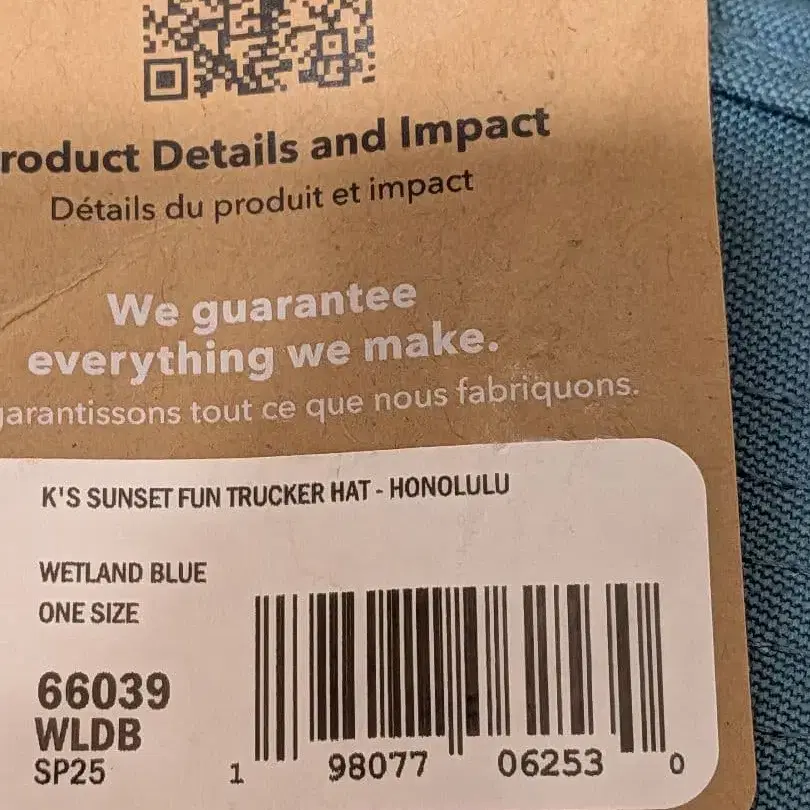 roduct Details and Impact
Détails du produit et impact
We guarantee
everything we make.
garantissons tout ce que nous fabriquons.
K'S SUNSET FUN TRUCKER HAT - HONOLULU
WETLAND BLUE
ONE SIZE
66039
WLDB
SP25
1 98077 06253 0